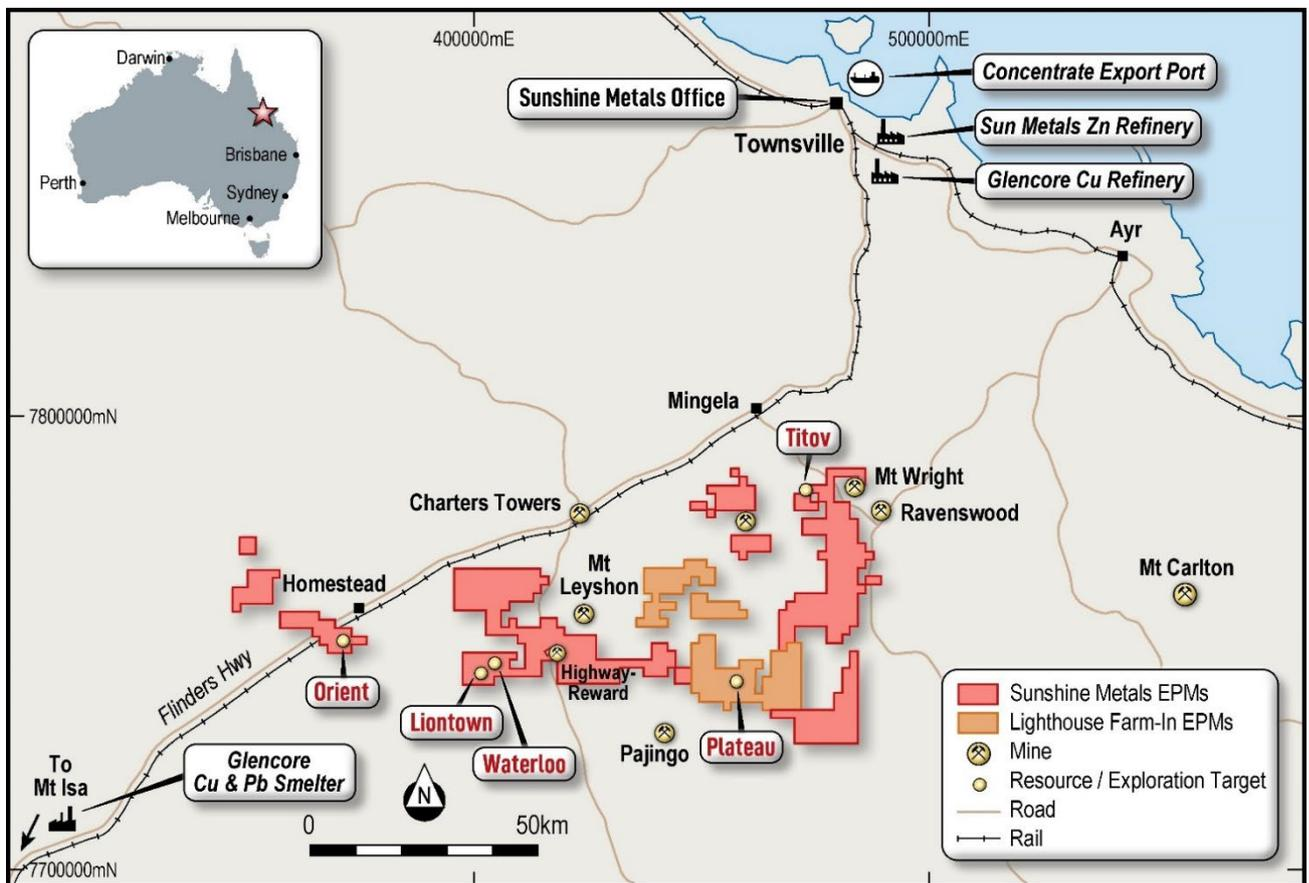 400000mE
500000mE
Darwin
Brisbane
Perth
Sydney
Melbourne
Concentrate Export Port
Sunshine Metals Office
Sun Metals Zn Refinery
Townsville
Glencore Cu Refinery
Ayr
Mingela
7800000mN
Titov
Mt Wright
Charters Towers
Ravenswood
Mt
Leyshon
Mt Carlton
Homestead
Highway-
Reward
Orient
Flinders Hwy
Liontown
Waterloo
Pajingo
Plateau
Glencore
Cu & Pb Smelter
To
Mt Isa
N
0
50km
7700000mN
Sunshine Metals EPMs
Lighthouse Farm-In EPMs
Mine
Resource / Exploration Target
Road
Rail